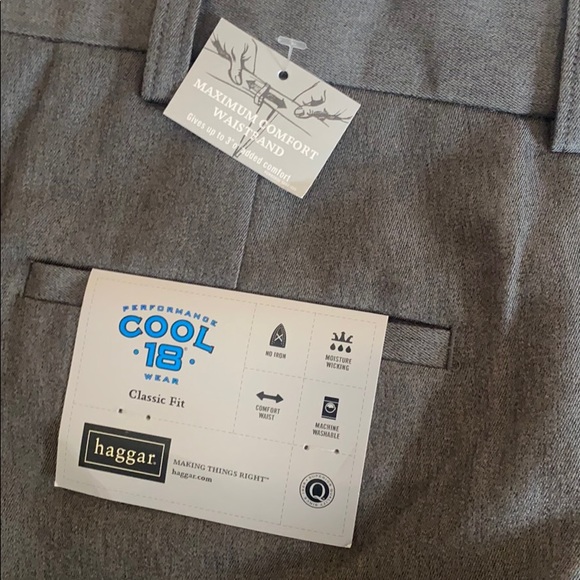 MAXIMUM COMFORT
WAISTBAND
Gives up to 3" of added comfort
PERFORMANCE
COOL
18®
WEAR
Classic Fit
NO IRON
MOISTURE
WICKING
COMFORT
WAIST
MACHINE
WASHABLE
haggar®
MAKING THINGS RIGHT™
haggar.com
Q